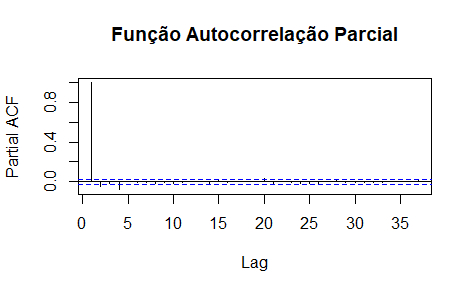 Função Autocorrelação Parcial
Partial ACF
0.0 0.4 0.8
0 5 10 15 20 25 30 35
Lag